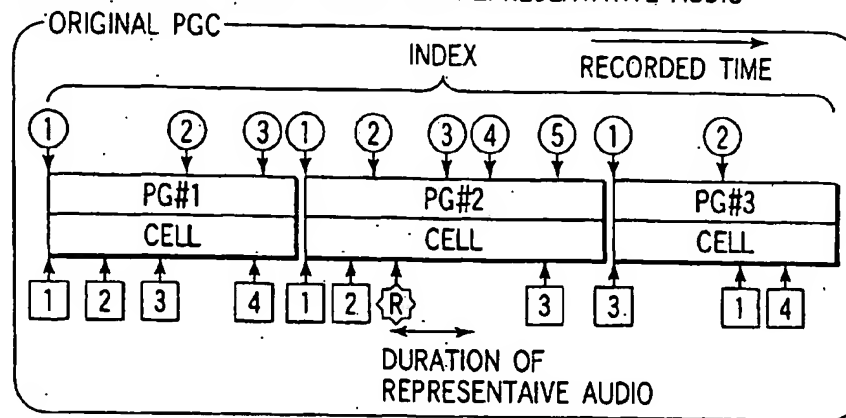 REPRESENTATIVE AUDIO
ORIGINAL PGC
INDEX
RECORDED TIME
1 2 3 1 2 3 4 5 1 2
PG#1 PG#2 PG#3
CELL CELL CELL
1 2 3 4 1 2 R 3 3 1 4
DURATION OF
REPRESENTAIVE AUDIO